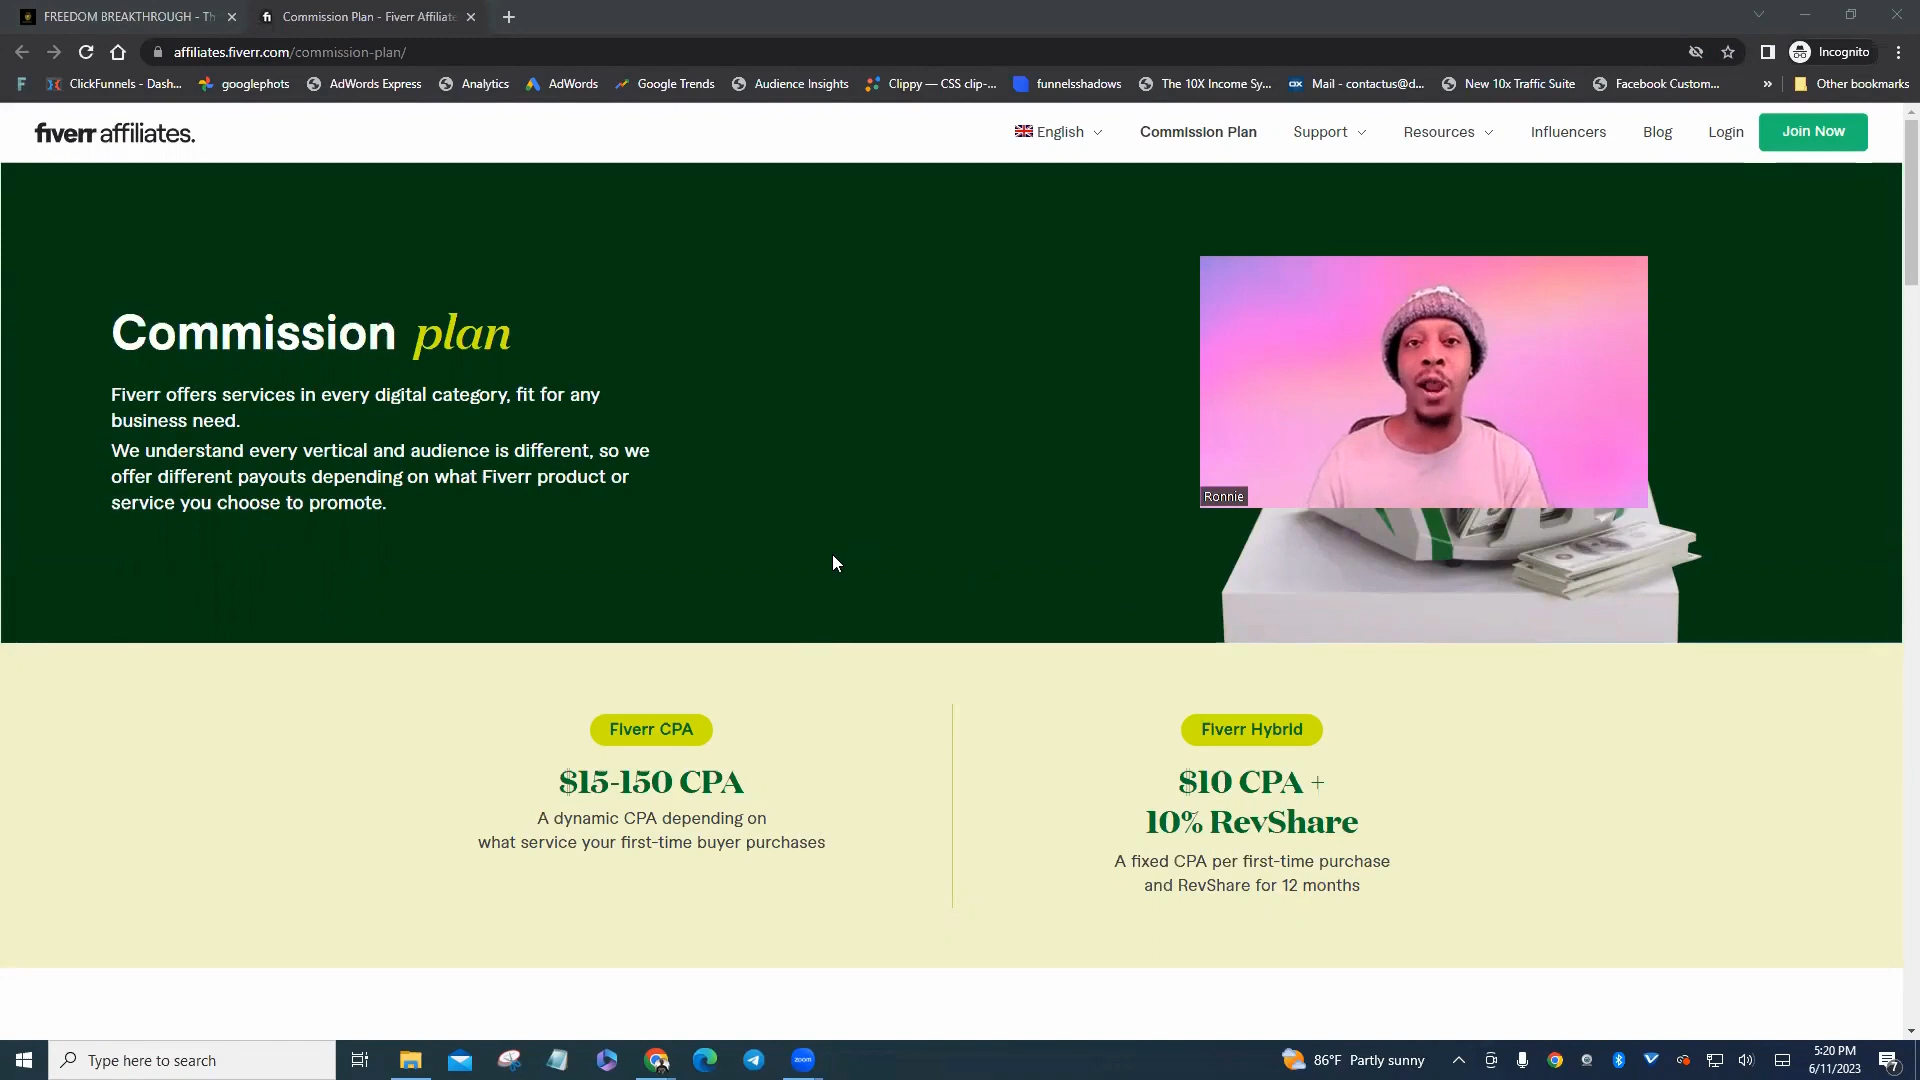 FREEDOM BREAKTHROUGH - Th
Commission Plan - Fiverr Affiliate
affiliates.fiverr.com/commission-plan/
Incognito
ClickFunnels - Dash...
googlephots
AdWords Express
Analytics
AdWords
Google Trends
Audience Insights
Clippy — CSS clip-...
funnelsshadows
The 10X Income Sy...
Mail - contactus@d...
New 10x Traffic Suite
Facebook Custom...
»
Other bookmarks
fiverr affiliates.
English
Commission Plan
Support
Resources
Influencers
Blog
Login
Join Now
Commission plan
Fiverr offers services in every digital category, fit for any
business need.
We understand every vertical and audience is different, so we
offer different payouts depending on what Fiverr product or
service you choose to promote.
Ronnie
Fiverr CPA
$15-150 CPA
A dynamic CPA depending on
what service your first-time buyer purchases
Fiverr Hybrid
$10 CPA +
10% RevShare
A fixed CPA per first-time purchase
and RevShare for 12 months
Type here to search
zoom
86°F Partly sunny
5:20 PM
6/11/2023
7